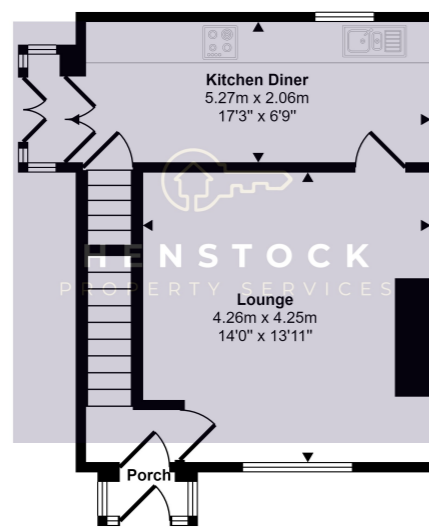 Kitchen Diner
5.27m x 2.06m
17'3" x 6'9"
HENSTOCK
PROPERTY SERVICES
Lounge
4.26m x 4.25m
14'0" x 13'11"
Porch